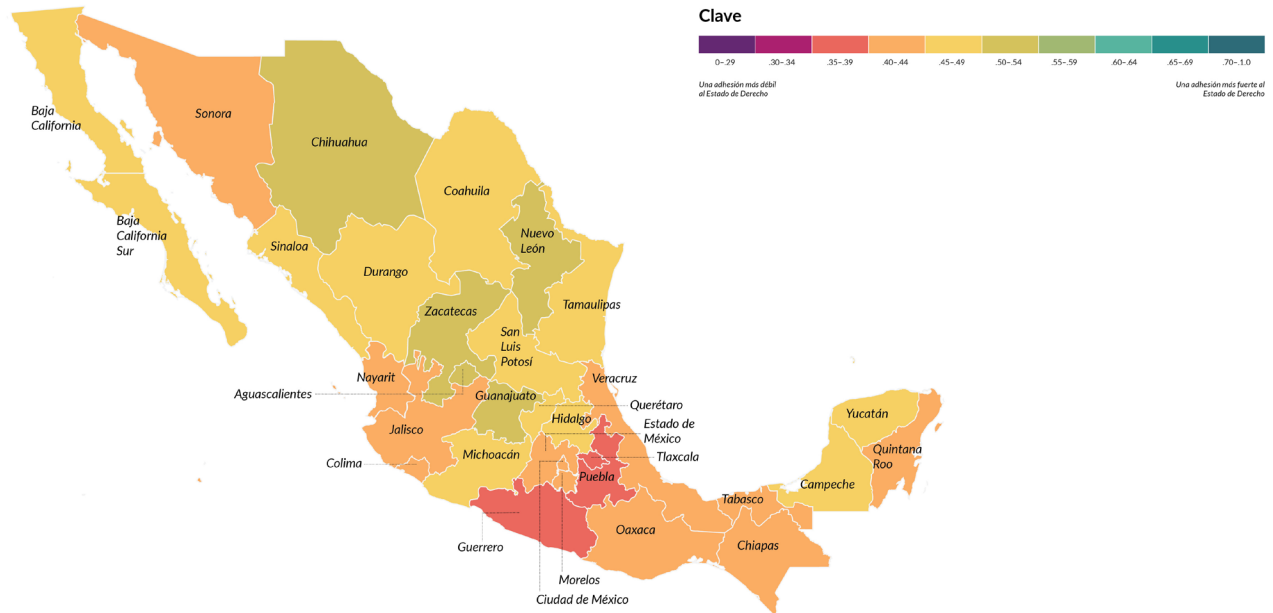 Clave
0–.29
.30–.34
.35–.39
.40–.44
.45–.49
.50–.54
.55–.59
.60–.64
.65–.69
.70–1.0
Una adhesión más débil
al Estado de Derecho
Una adhesión más fuerte al
Estado de Derecho
Baja
California
Sonora
Chihuahua
Coahuila
Baja
California
Sur
Sinaloa
Nuevo
León
Durango
Zacatecas
Tamaulipas
San
Luis
Potosí
Nayarit
Veracruz
Aguascalientes
Guanajuato
Querétaro
Hidalgo
Estado de
México
Jalisco
Yucatán
Michoacán
Tlaxcala
Quintana
Roo
Colima
Puebla
Campeche
Tabasco
Oaxaca
Chiapas
Guerrero
Morelos
Ciudad de México